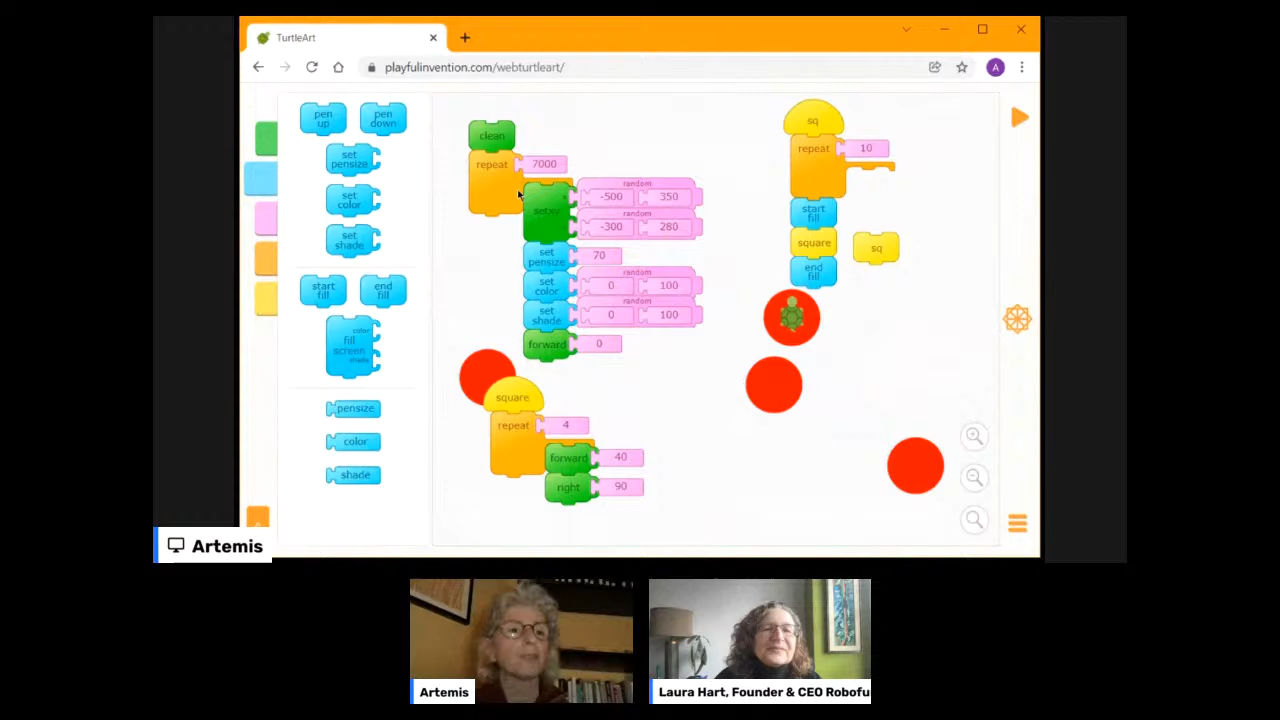 TurtleArt
playfulinvention.com/webturtleart/
A
pen up
pen down
set pensize
set color
set shade
start fill
end fill
color
fill screen
shade
pensize
color
shade
clean
repeat 7000
random
x -500 350
random
-300 280
set pensize 70
random
set color 0 100
random
set shade 0 100
forward 0
square
repeat 4
forward 40
right 90
sq
repeat 10
start fill
square
end fill
sq
Artemis
Artemis
Laura Hart, Founder & CEO Robofu